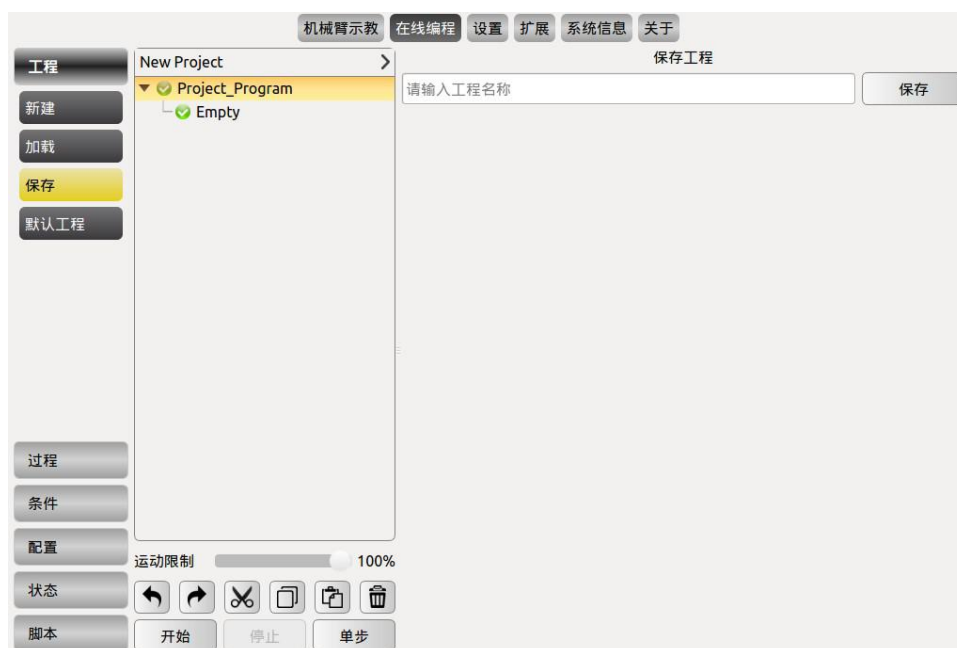 机械臂示教 在线编程 设置 扩展 系统信息 关于
工程
新建
加载
保存
默认工程
过程
条件
配置
状态
脚本
New Project
Project_Program
Empty
运动限制 100%
开始 停止 单步
保存工程
请输入工程名称 保存